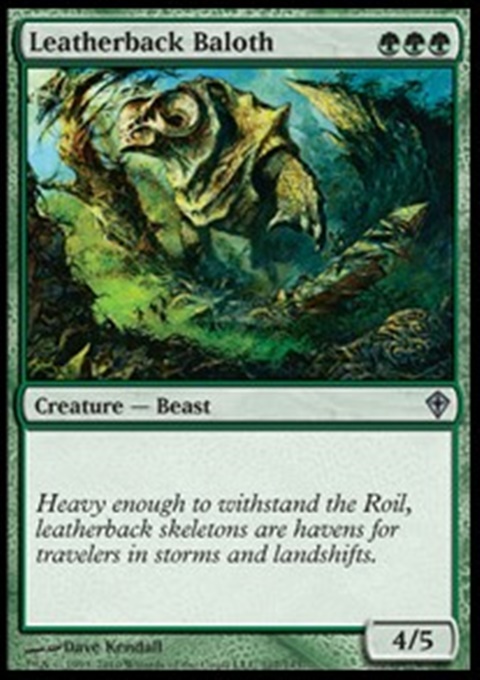 Leatherback Baloth
Creature — Beast
Heavy enough to withstand the Roil,
leatherback skeletons are havens for
travelers in storms and landshifts.
Dave Kendall
4/5